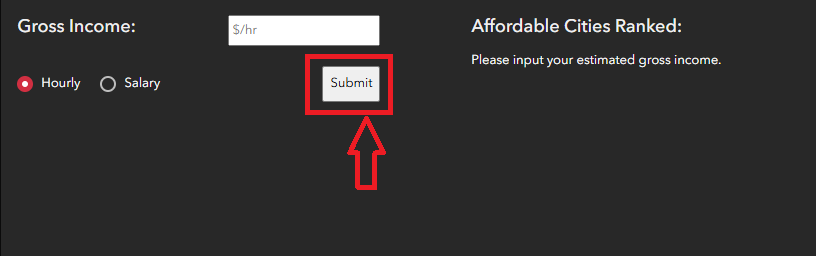 Gross Income:
$/hr
Hourly
Salary
Submit
Affordable Cities Ranked:
Please input your estimated gross income.